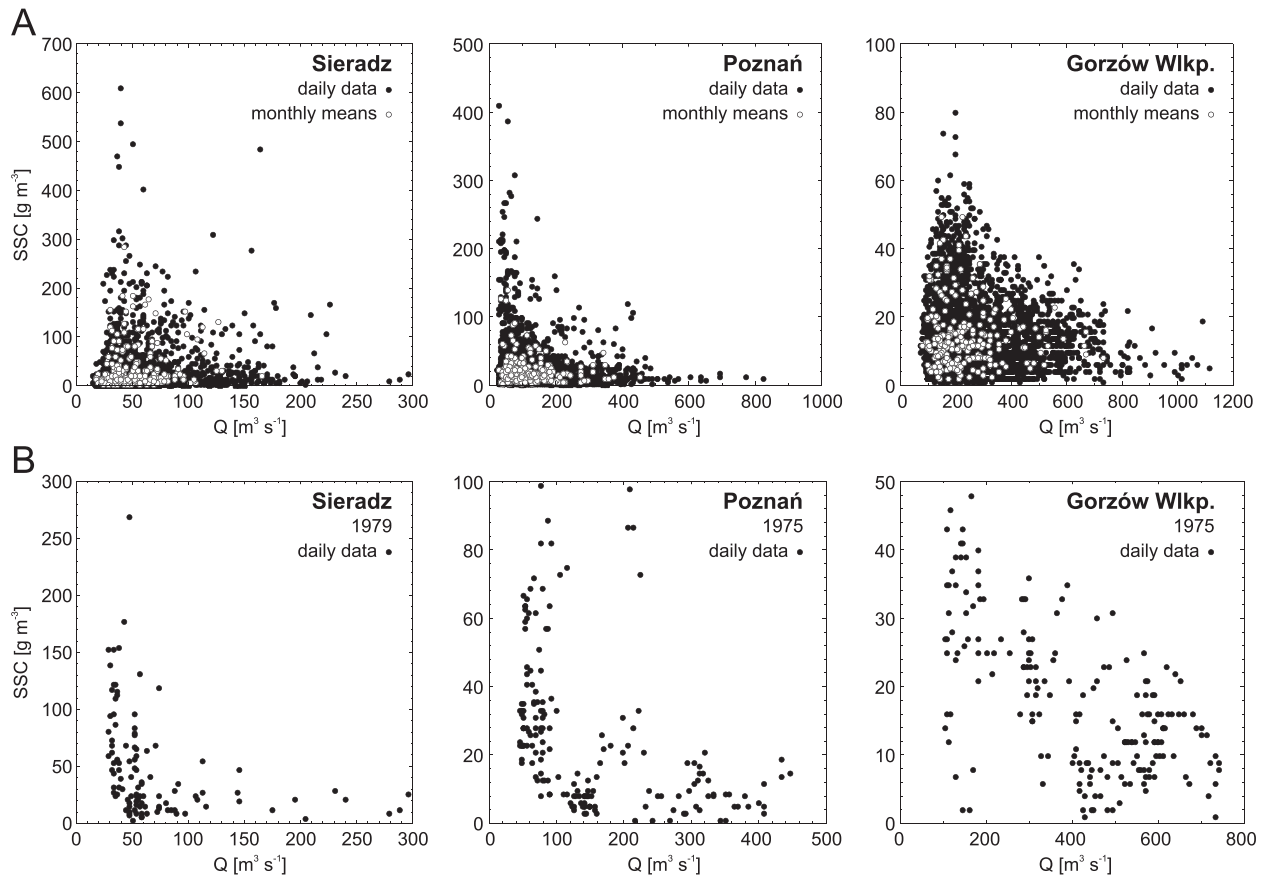 A
Sieradz
daily data
monthly means
SSC [g m⁻³]
700
600
500
400
300
200
100
0
0 50 100 150 200 250 300
Q [m³ s⁻¹]
Poznań
daily data
monthly means
500
400
300
200
100
0
0 200 400 600 800 1000
Q [m³ s⁻¹]
Gorzów Wlkp.
daily data
monthly means
100
80
60
40
20
0
0 200 400 600 800 1000 1200
Q [m³ s⁻¹]
B
Sieradz
1979
daily data
SSC [g m⁻³]
300
250
200
150
100
50
0
0 50 100 150 200 250 300
Q [m³ s⁻¹]
Poznań
1975
daily data
100
80
60
40
20
0
0 100 200 300 400 500
Q [m³ s⁻¹]
Gorzów Wlkp.
1975
daily data
50
40
30
20
10
0
0 200 400 600 800
Q [m³ s⁻¹]